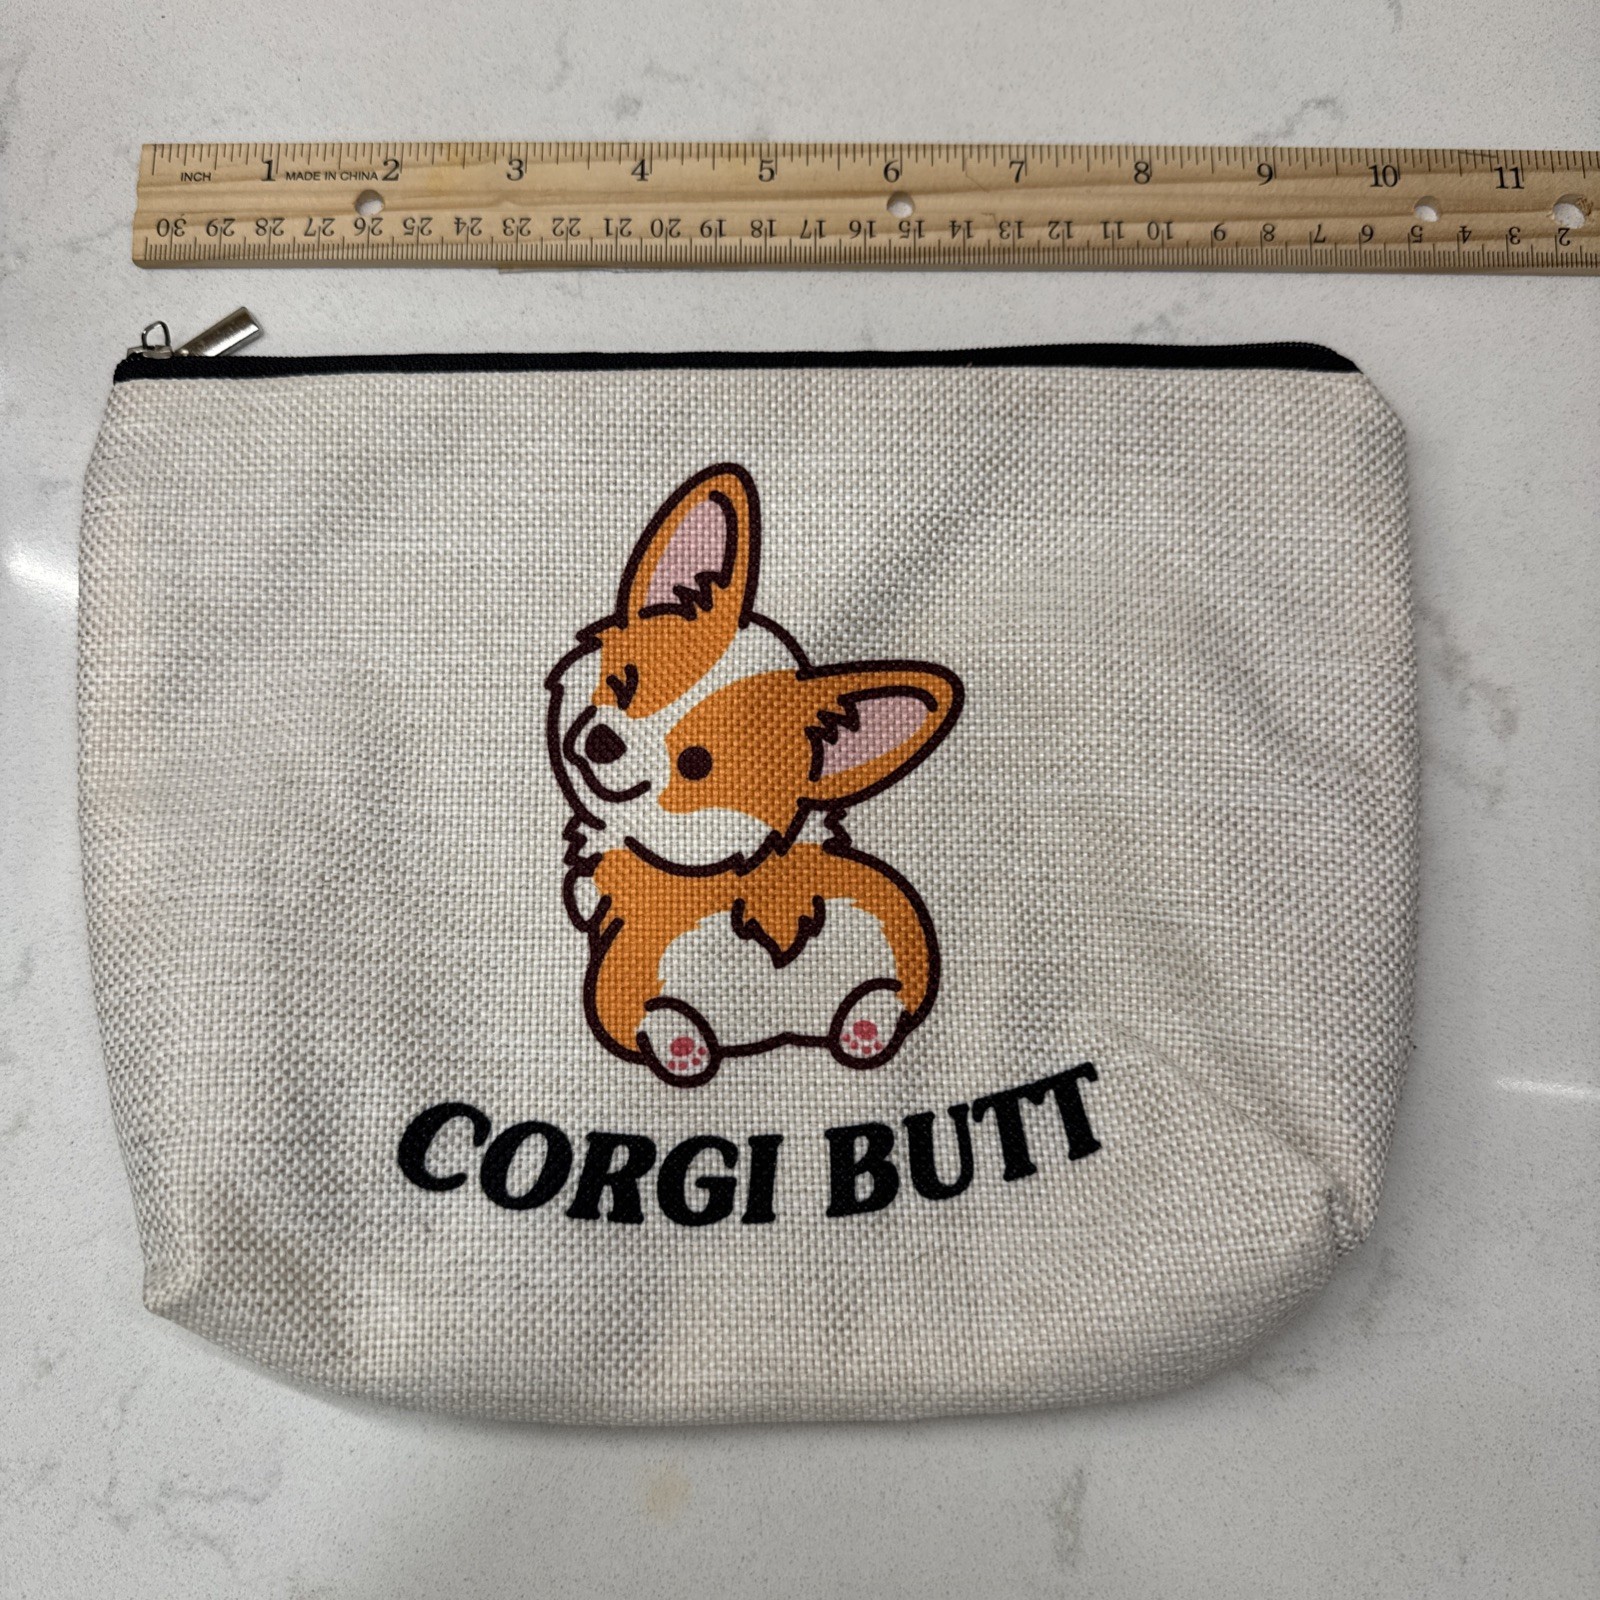 INCH 1 MADE IN CHINA 2 3 4 5 6 7 8 9 10 11
30 29 28 27 26 25 24 23 22 21 20 19 18 17 16 15 14 13 12 11 10 9 8 7 6 5 4 3 2
CORGI BUTT